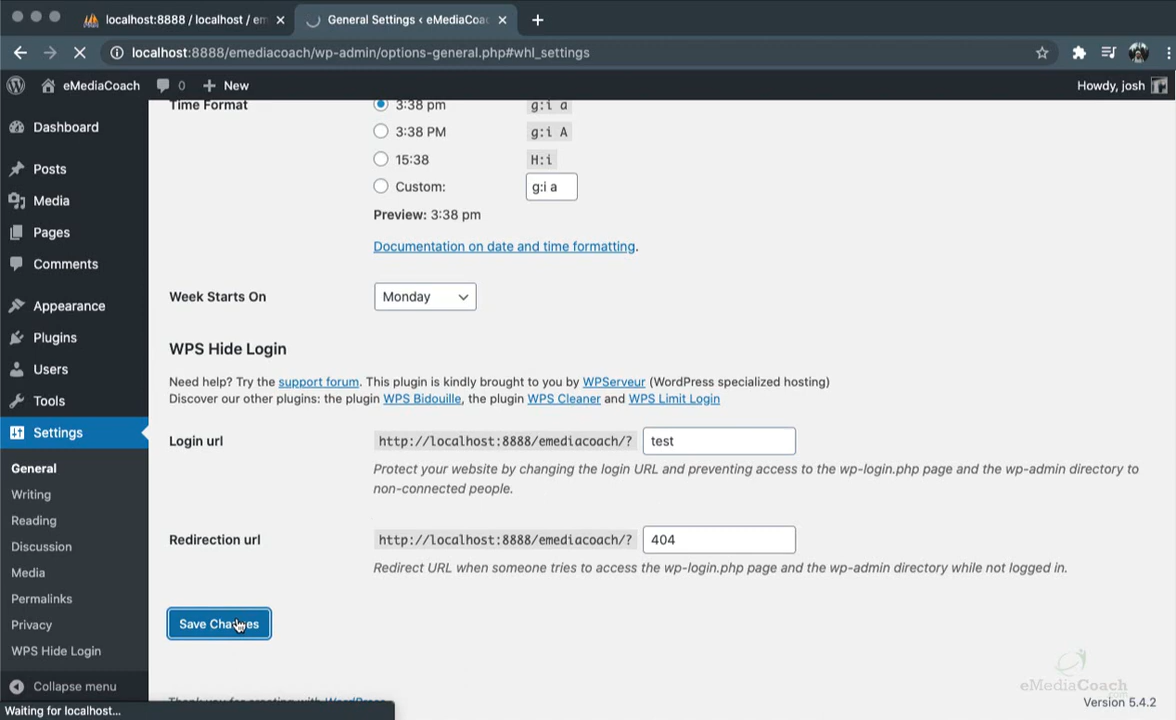 localhost:8888 / localhost / em
General Settings ‹ eMediaCoac
localhost:8888/emediacoach/wp-admin/options-general.php#whl_settings
eMediaCoach 0 New Howdy, josh
Dashboard
Posts
Media
Pages
Comments
Appearance
Plugins
Users
Tools
Settings
General
Writing
Reading
Discussion
Media
Permalinks
Privacy
WPS Hide Login
Collapse menu
Time Format 3:38 pm g:i a
3:38 PM g:i A
15:38 H:i
Custom: g:i a
Preview: 3:38 pm
Documentation on date and time formatting.
Week Starts On Monday
WPS Hide Login
Need help? Try the support forum. This plugin is kindly brought to you by WPServeur (WordPress specialized hosting)
Discover our other plugins: the plugin WPS Bidouille, the plugin WPS Cleaner and WPS Limit Login
Login url http://localhost:8888/emediacoach/? test
Protect your website by changing the login URL and preventing access to the wp-login.php page and the wp-admin directory to
non-connected people.
Redirection url http://localhost:8888/emediacoach/? 404
Redirect URL when someone tries to access the wp-login.php page and the wp-admin directory while not logged in.
Save Changes
eMediaCoach
Thank you for creating with WordPress.
Version 5.4.2
Waiting for localhost...